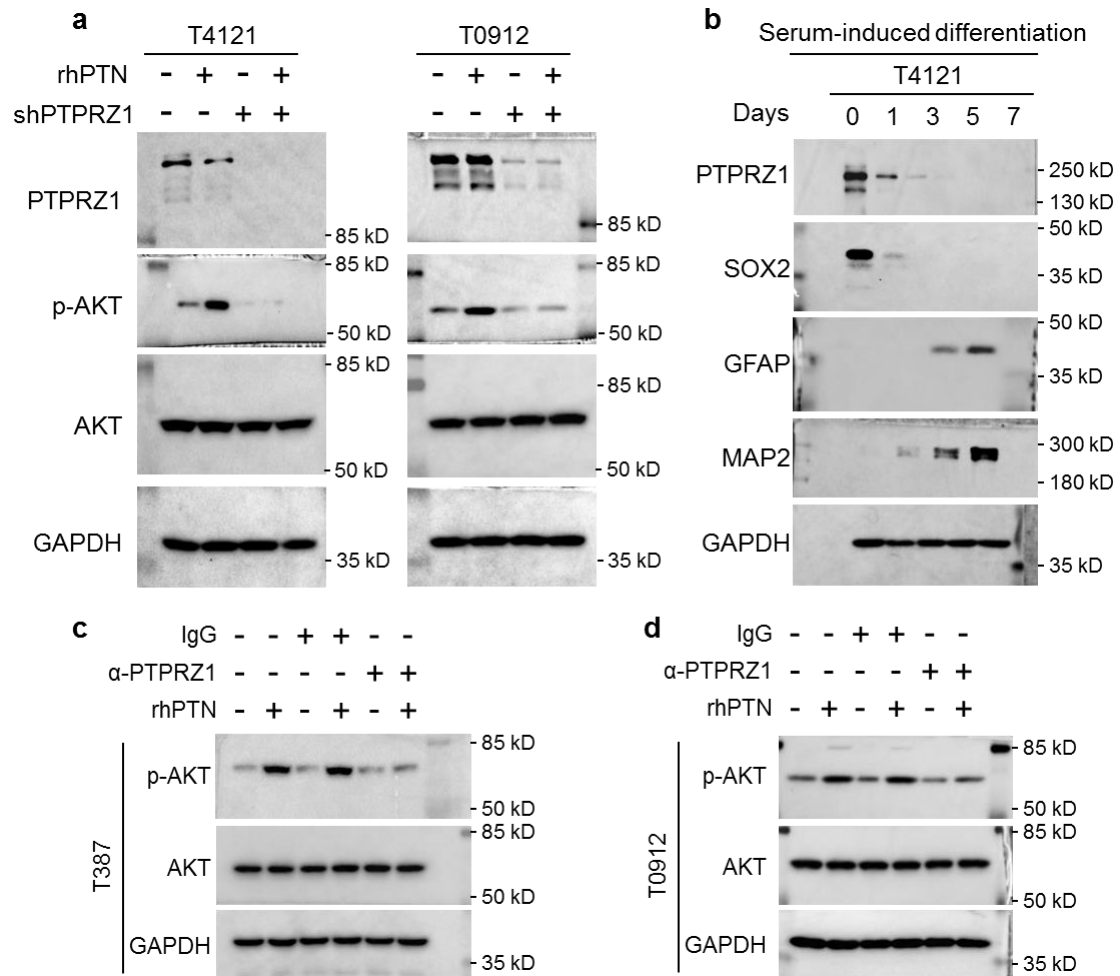 a
T4121 T0912
rhPTN - + - + - + - +
shPTPRZ1 - - + + - - + +
PTPRZ1
- 85 kD - 85 kD
p-AKT
- 85 kD - 85 kD
- 50 kD - 50 kD
AKT
- 85 kD - 85 kD
- 50 kD - 50 kD
GAPDH
- 35 kD - 35 kD
b
Serum-induced differentiation
T4121
Days 0 1 3 5 7
PTPRZ1
- 250 kD
- 130 kD
SOX2
- 50 kD
- 35 kD
GFAP
- 50 kD
- 35 kD
MAP2
- 300 kD
- 180 kD
GAPDH
- 35 kD
c
IgG - - + + - -
α-PTPRZ1 - - - - + +
rhPTN - + - + - +
T387
p-AKT
- 85 kD
- 50 kD
AKT
- 85 kD
- 50 kD
GAPDH
- 35 kD
d
IgG - - + + - -
α-PTPRZ1 - - - - + +
rhPTN - + - + - +
T0912
p-AKT
- 85 kD
- 50 kD
AKT
- 85 kD
- 50 kD
GAPDH
- 35 kD